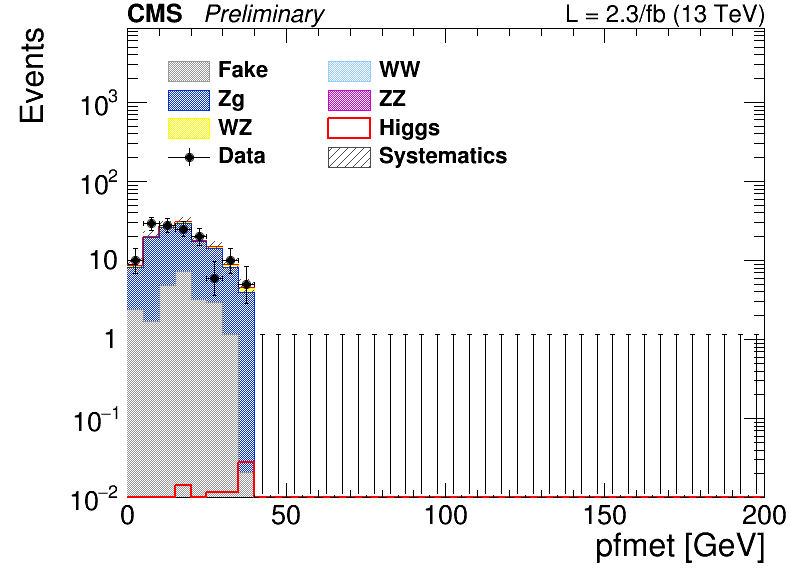 CMS Preliminary L = 2.3/fb (13 TeV)
Events
Fake WW
Zg ZZ
WZ Higgs
Data Systematics
10³
10²
10
1
10⁻¹
10⁻²
0 50 100 150 200
pfmet [GeV]